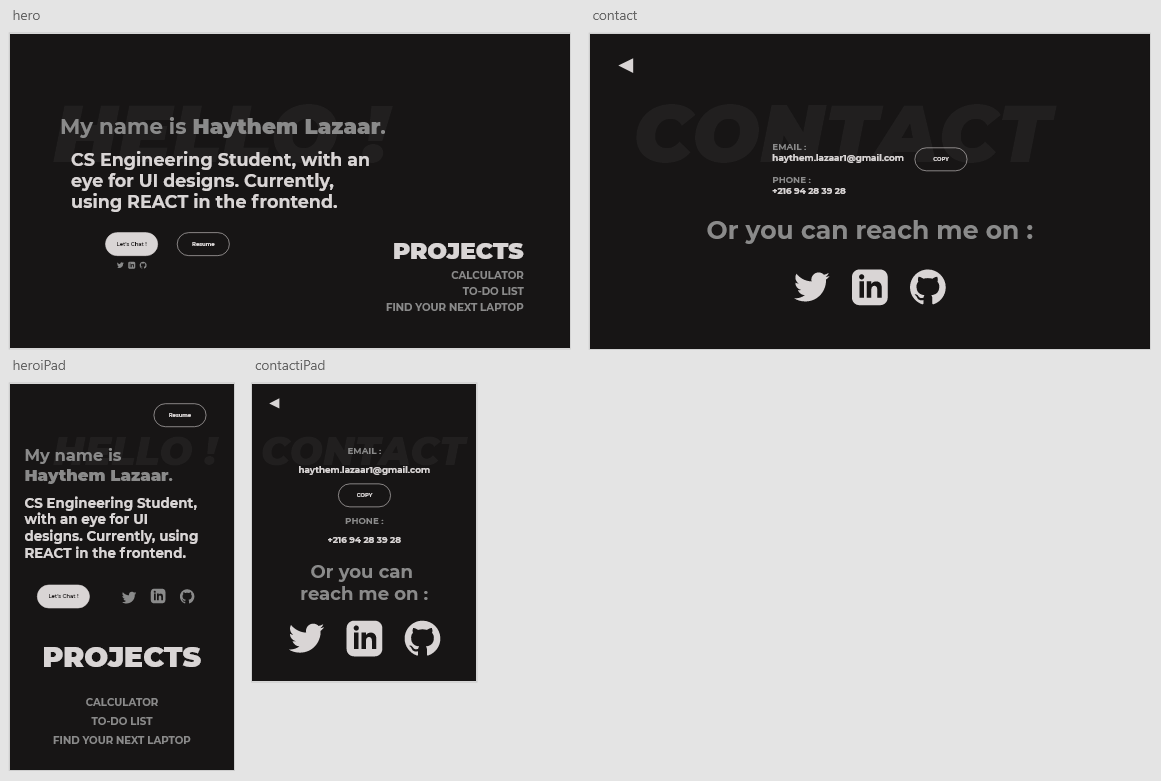 hero
HELLO !
My name is Haythem Lazaar.
CS Engineering Student, with an
eye for UI designs. Currently,
using REACT in the frontend.
Let's Chat !
Resume
PROJECTS
CALCULATOR
TO-DO LIST
FIND YOUR NEXT LAPTOP
contact
CONTACT
EMAIL :
haythem.lazaar1@gmail.com
COPY
PHONE :
+216 94 28 39 28
Or you can reach me on :
in
heroiPad
Resume
HELLO !
My name is
Haythem Lazaar.
CS Engineering Student,
with an eye for UI
designs. Currently, using
REACT in the frontend.
Let's Chat !
in
PROJECTS
CALCULATOR
TO-DO LIST
FIND YOUR NEXT LAPTOP
contactiPad
CONTACT
EMAIL :
haythem.lazaar1@gmail.com
COPY
PHONE :
+216 94 28 39 28
Or you can
reach me on :
in